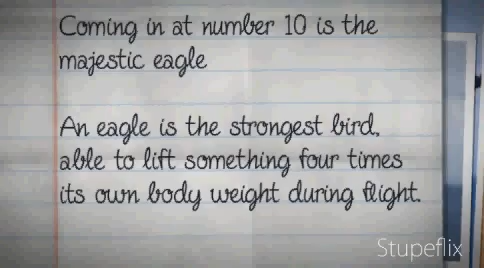 Coming in at number 10 is the
majestic eagle
An eagle is the strongest bird,
able to lift something four times
its own body weight during flight.
Stupeflix